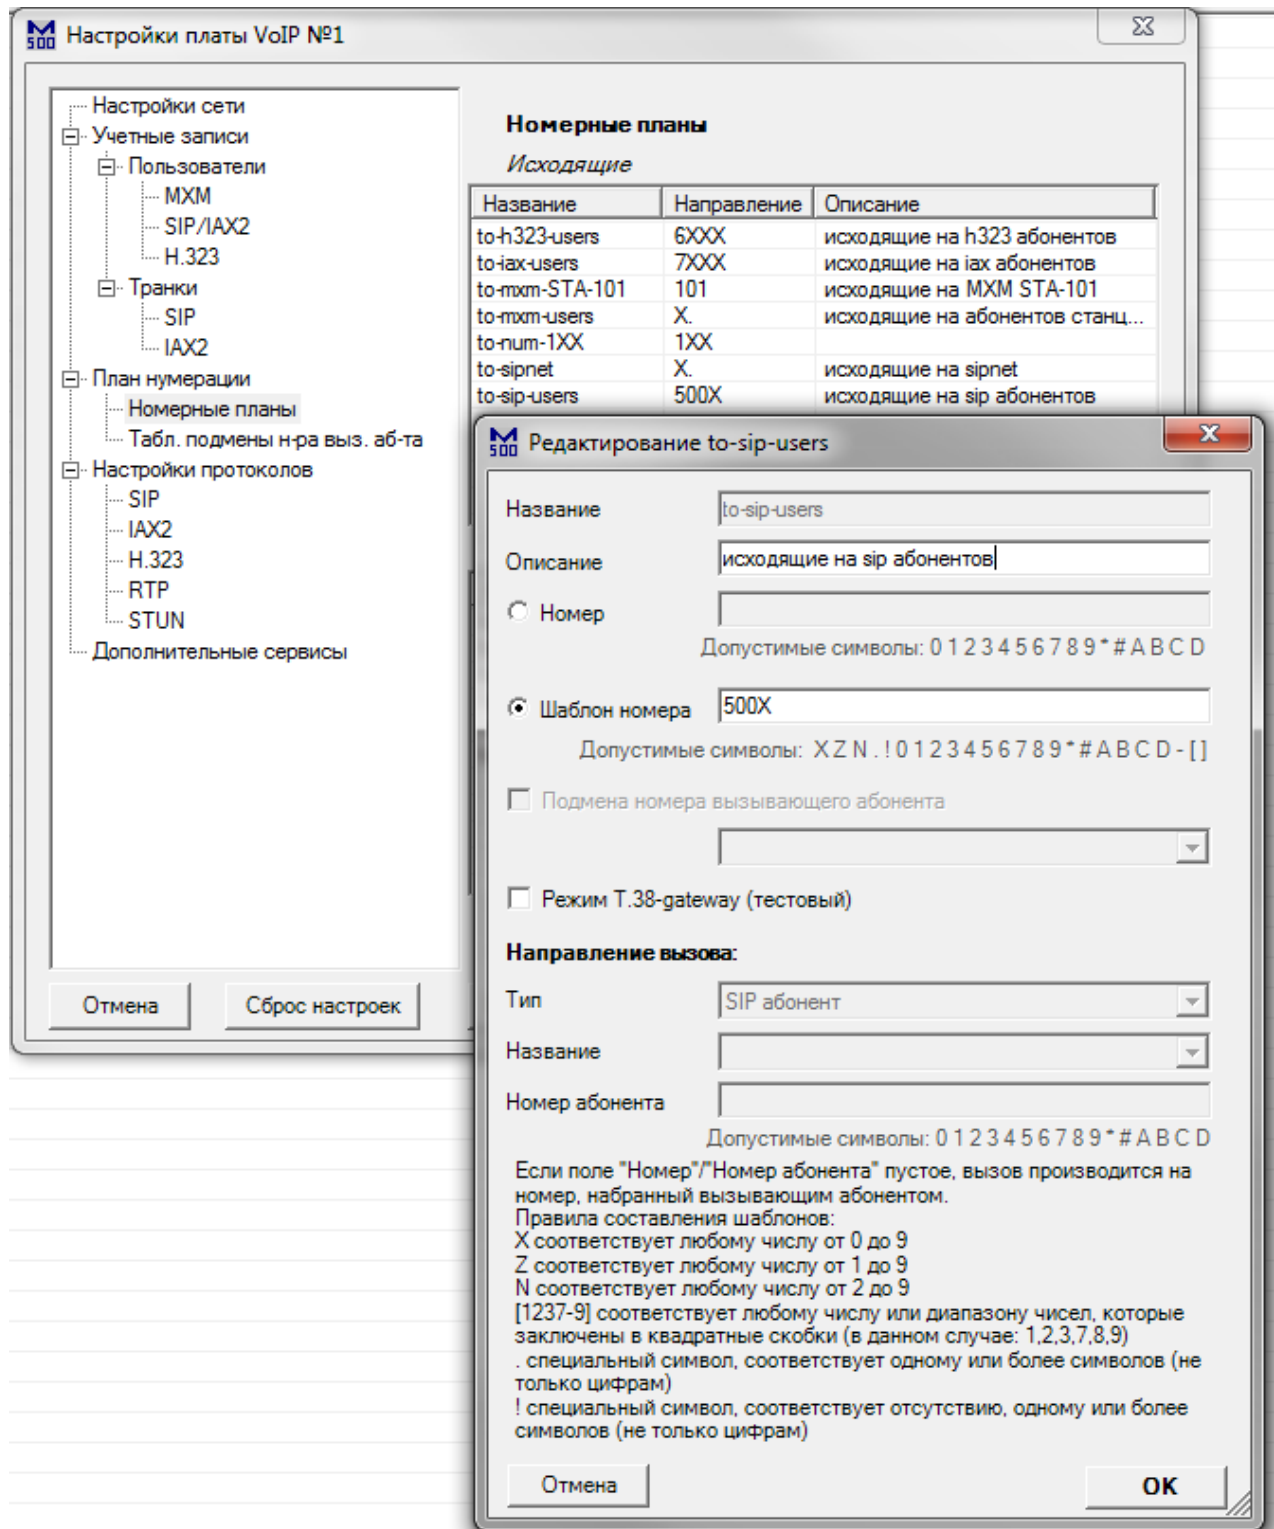 M 500 Настройки платы VoIP №1
Настройки сети
Учетные записи
Пользователи
MXM
SIP/IAX2
H.323
Транки
SIP
IAX2
План нумерации
Номерные планы
Табл. подмены н-ра выз. аб-та
Настройки протоколов
SIP
IAX2
H.323
RTP
STUN
Дополнительные сервисы
Отмена Сброс настроек
Номерные планы
Исходящие
Название Направление Описание
to-h323-users 6XXX исходящие на h323 абонентов
to-iax-users 7XXX исходящие на iax абонентов
to-mxm-STA-101 101 исходящие на MXM STA-101
to-mxm-users X. исходящие на абонентов станц...
to-num-1XX 1XX
to-sipnet X. исходящие на sipnet
to-sip-users 500X исходящие на sip абонентов
M 500 Редактирование to-sip-users
Название to-sip-users
Описание исходящие на sip абонентов
Номер
Допустимые символы: 0 1 2 3 4 5 6 7 8 9 * # A B C D
Шаблон номера 500X
Допустимые символы: X Z N . ! 0 1 2 3 4 5 6 7 8 9 * # A B C D - [ ]
Подмена номера вызывающего абонента
Режим T.38-gateway (тестовый)
Направление вызова:
Тип SIP абонент
Название
Номер абонента
Допустимые символы: 0 1 2 3 4 5 6 7 8 9 * # A B C D
Если поле "Номер"/"Номер абонента" пустое, вызов производится на
номер, набранный вызывающим абонентом.
Правила составления шаблонов:
X соответствует любому числу от 0 до 9
Z соответствует любому числу от 1 до 9
N соответствует любому числу от 2 до 9
[1237-9] соответствует любому числу или диапазону чисел, которые
заключены в квадратные скобки (в данном случае: 1,2,3,7,8,9)
. специальный символ, соответствует одному или более символов (не
только цифрам)
! специальный символ, соответствует отсутствию, одному или более
символов (не только цифрам)
Отмена OK